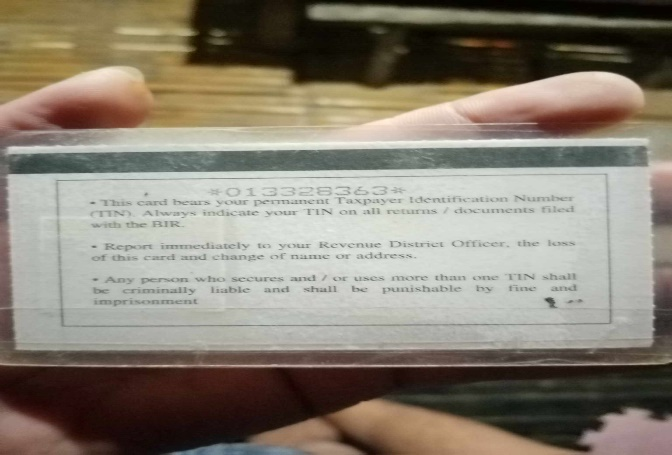 *013328363*
• This card bears your permanent Taxpayer Identification Number
(TIN). Always indicate your TIN on all returns / documents filed
with the BIR.
• Report immediately to your Revenue District Officer, the loss
of this card and change of name or address.
• Any person who secures and / or uses more than one TIN shall
be criminally liable and shall be punishable by fine and
imprisonment